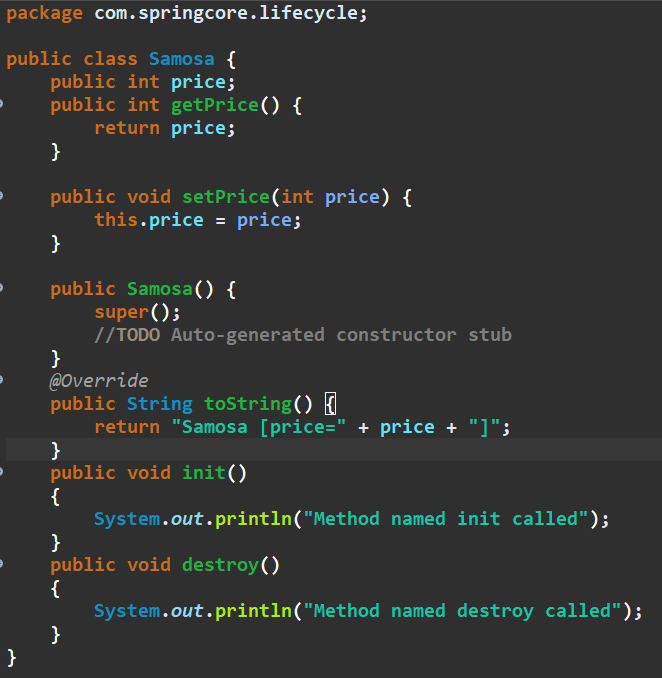 package com.springcore.lifecycle;
public class Samosa {
public int price;
public int getPrice() {
return price;
}
public void setPrice(int price) {
this.price = price;
}
public Samosa() {
super();
//TODO Auto-generated constructor stub
}
@Override
public String toString() {
return "Samosa [price=" + price + "]";
}
public void init()
{
System.out.println("Method named init called");
}
public void destroy()
{
System.out.println("Method named destroy called");
}
}